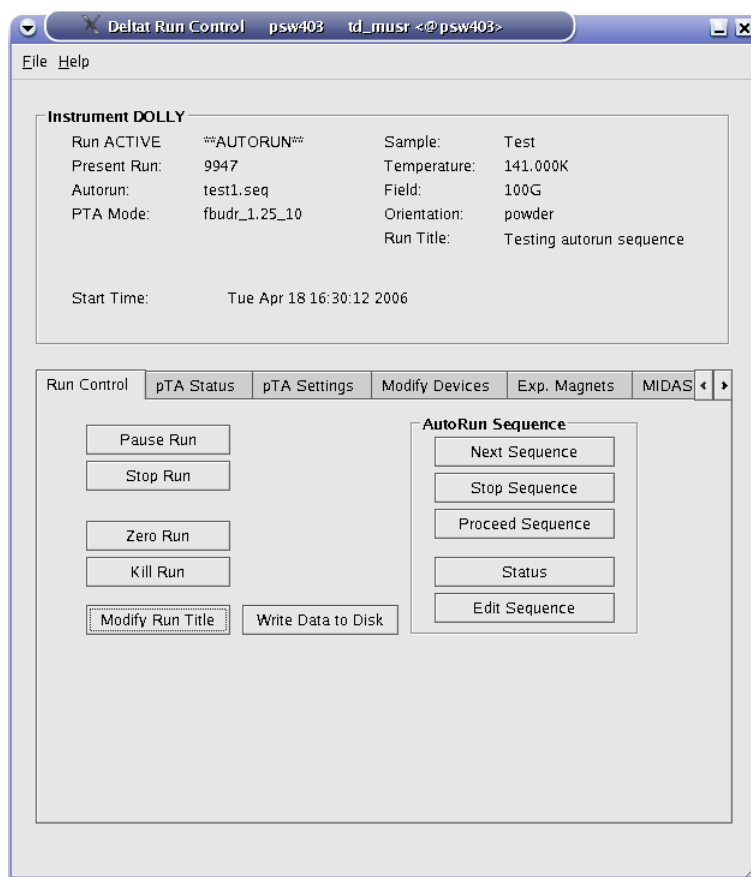 Deltat Run Control psw403 td_musr <@psw403>
File Help
Instrument DOLLY
Run ACTIVE **AUTORUN** Sample: Test
Present Run: 9947 Temperature: 141.000K
Autorun: test1.seq Field: 100G
PTA Mode: fbudr_1.25_10 Orientation: powder
Run Title: Testing autorun sequence
Start Time: Tue Apr 18 16:30:12 2006
Run Control pTA Status pTA Settings Modify Devices Exp. Magnets MIDAS
Pause Run
Stop Run
Zero Run
Kill Run
Modify Run Title Write Data to Disk
AutoRun Sequence
Next Sequence
Stop Sequence
Proceed Sequence
Status
Edit Sequence